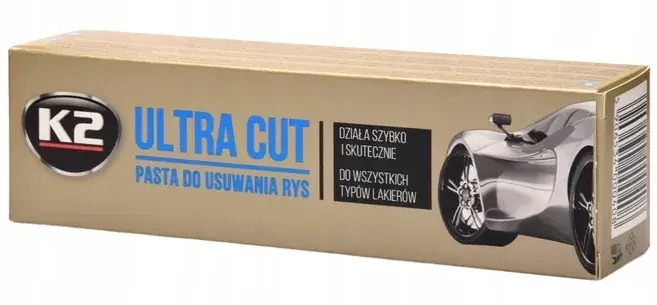 K2
ULTRA CUT
PASTA DO USUWANIA RYS
DZIAŁA SZYBKO
I SKUTECZNIE
DO WSZYSTKICH
TYPÓW LAKIERÓW